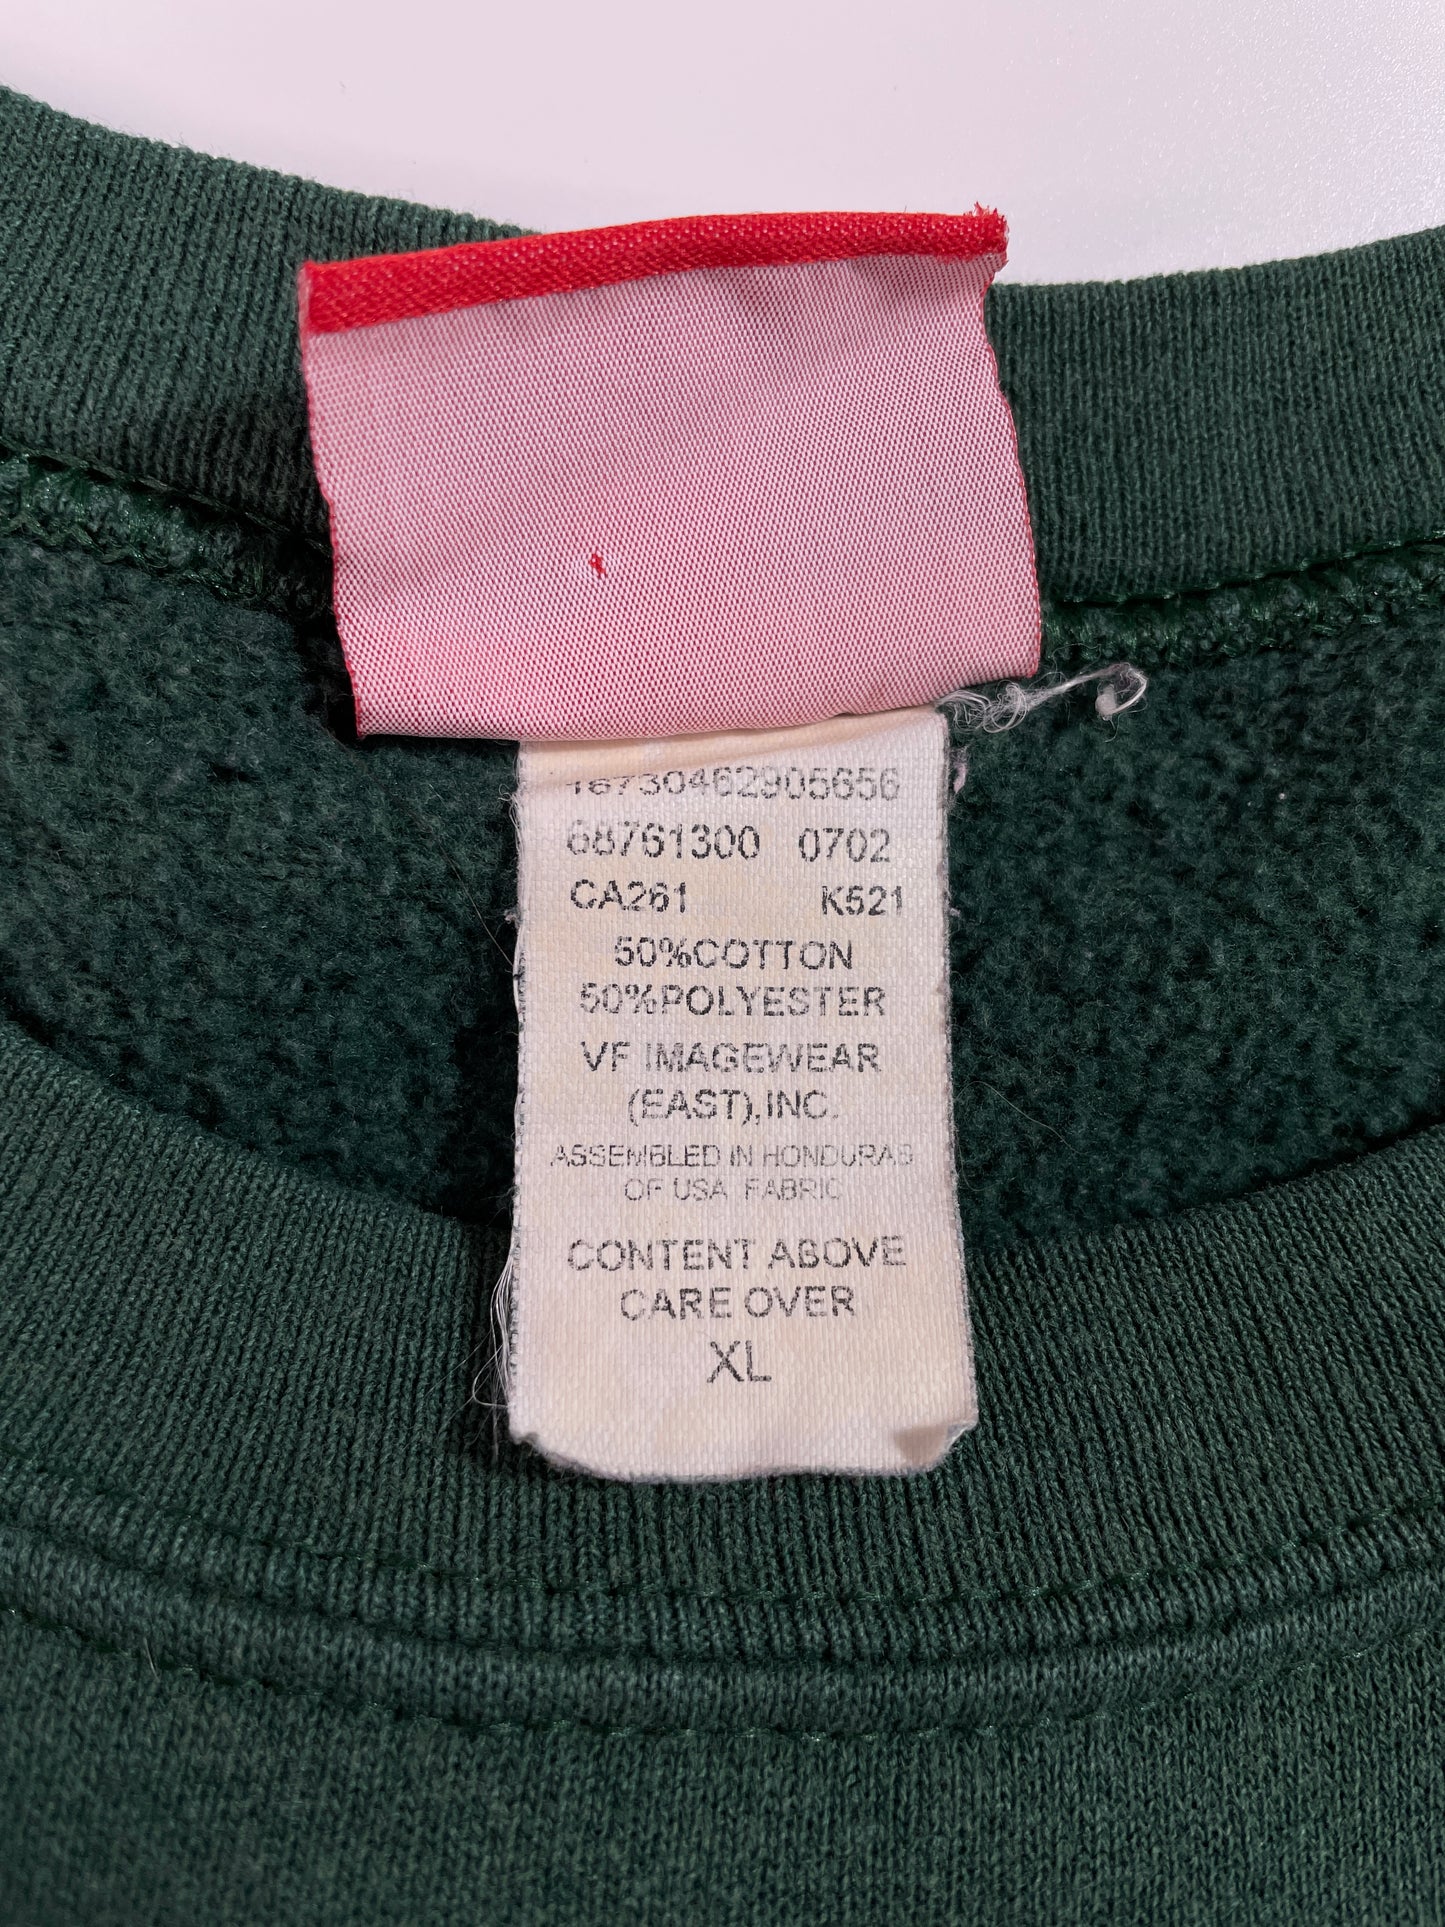 16730462905656
68761300 0702
CA261 K521
50%COTTON
50%POLYESTER
VF IMAGEWEAR
(EAST),INC.
ASSEMBLED IN HONDURAS
OF USA FABRIC
CONTENT ABOVE
CARE OVER
XL